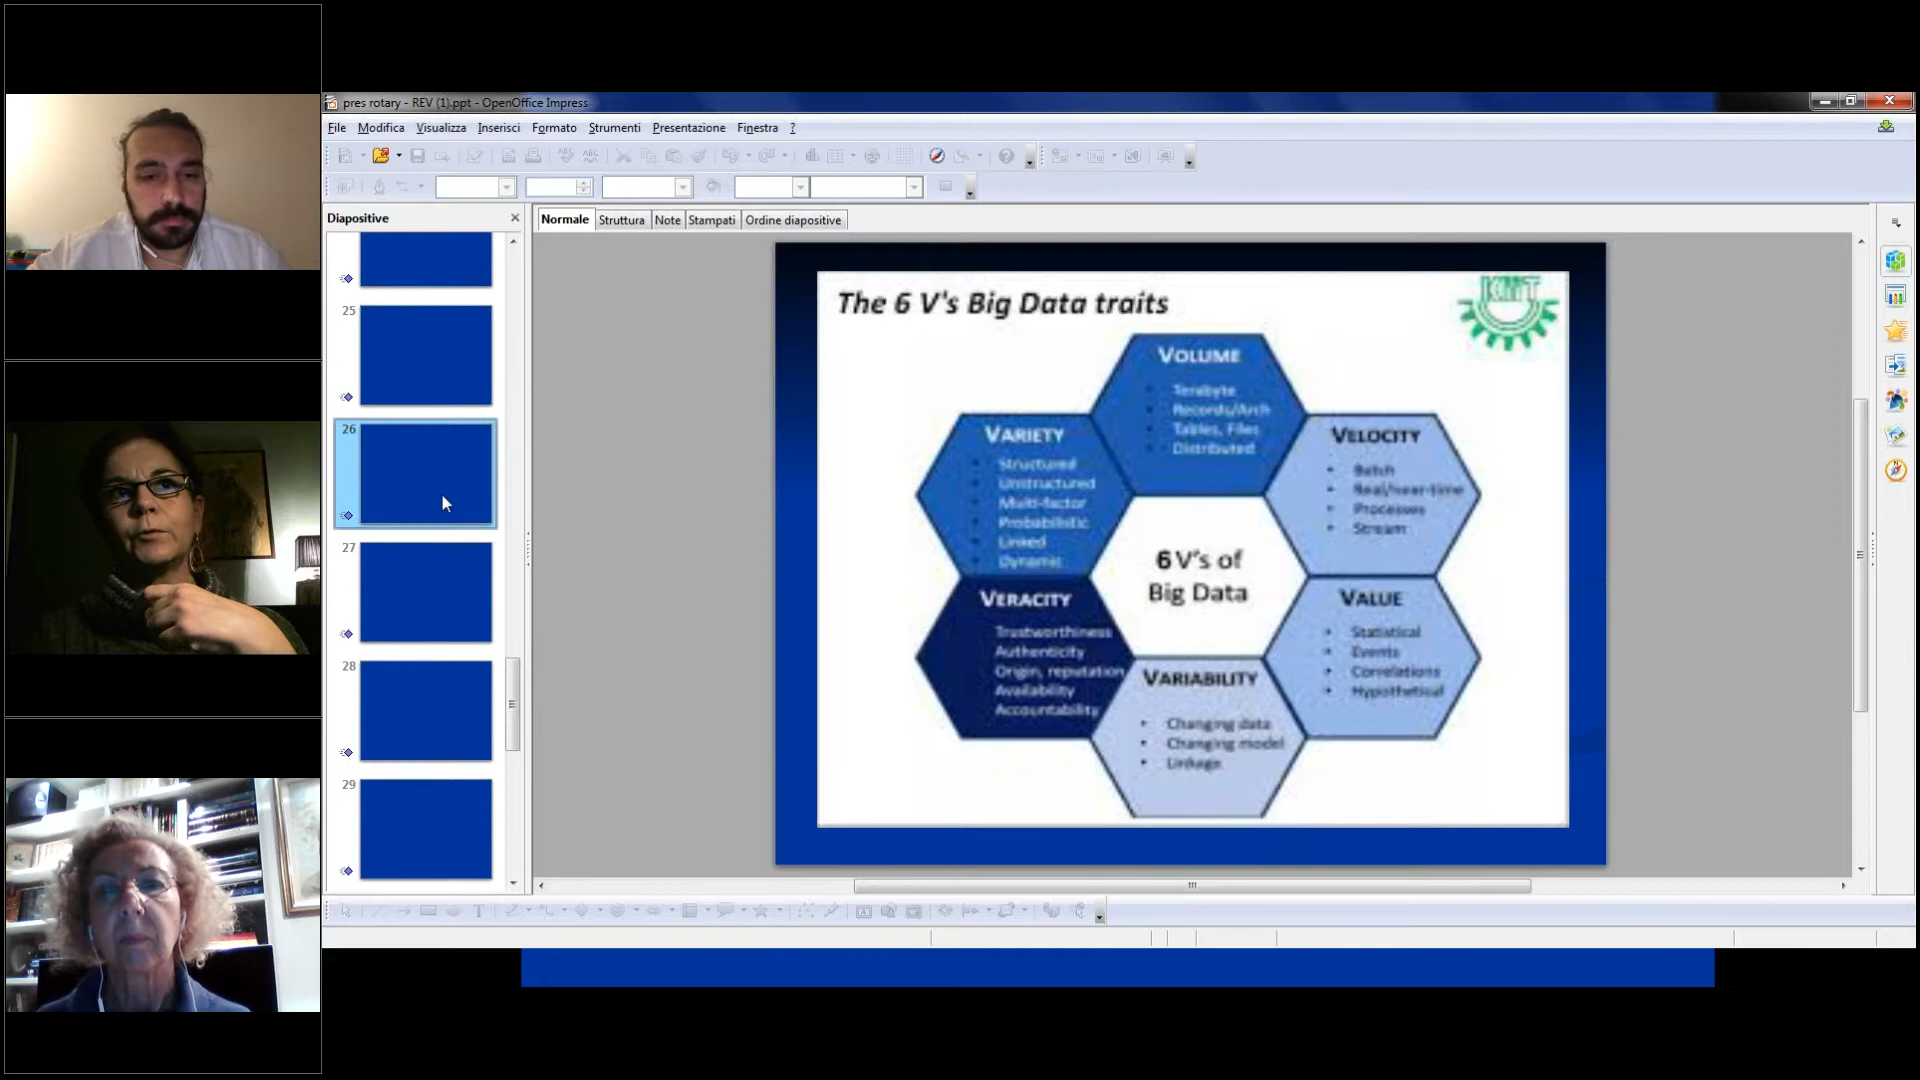 pres rotary - REV (1).ppt - OpenOffice Impress
File Modifica Visualizza Inserisci Formato Strumenti Presentazione Finestra ?
Diapositive
Normale Struttura Note Stampati Ordine diapositive
25
26
27
28
29
The 6 V's Big Data traits
VOLUME
Terabyte
Records/Arch
Tables, Files
Distributed
VARIETY
Structured
Unstructured
Multi-factor
Probabilistic
Linked
Dynamic
VELOCITY
Batch
Real/near-time
Processes
Stream
6 V's of
Big Data
VERACITY
Trustworthiness
Authenticity
Origin, reputation
Availability
Accountability
VALUE
Statistical
Events
Correlations
Hypothetical
VARIABILITY
Changing data
Changing model
Linkage